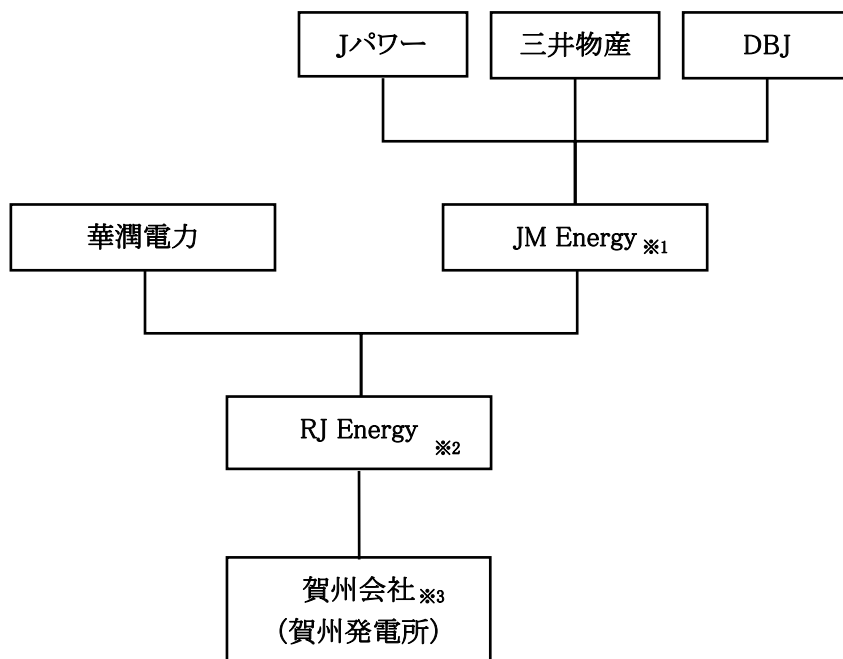 Jパワー
三井物産
DBJ
華潤電力
JM Energy ※1
RJ Energy ※2
賀州会社※3
(賀州発電所)